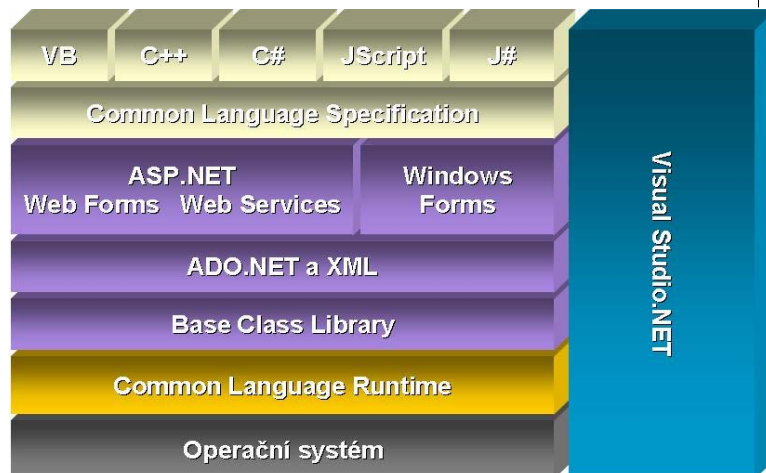 VB C++ C# JScript J#
Common Language Specification
ASP.NET
Web Forms Web Services
Windows
Forms
ADO.NET a XML
Base Class Library
Common Language Runtime
Operační systém
Visual Studio.NET